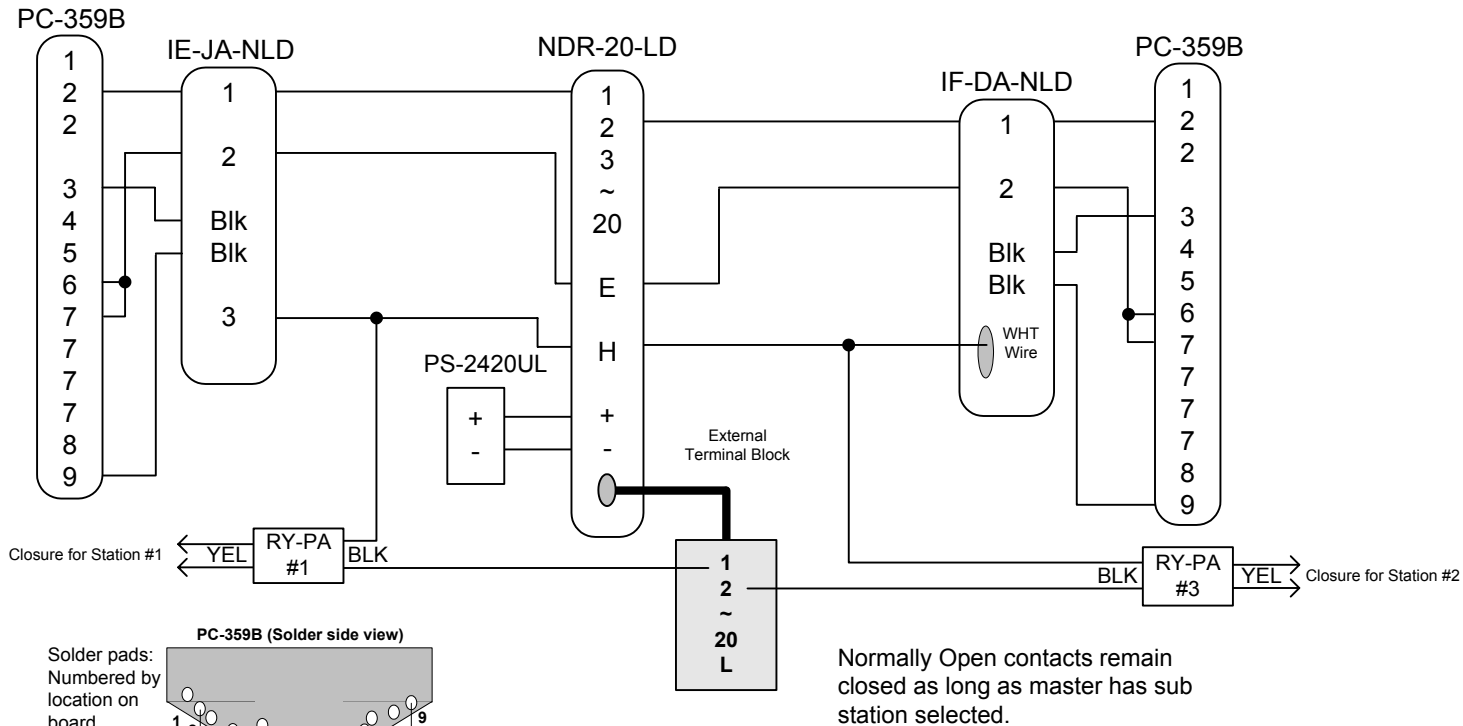 PC-359B
1
2
2
3
4
5
6
7
7
7
7
8
9
IE-JA-NLD
1
2
Blk
Blk
3
NDR-20-LD
1
2
3
~
20
E
H
+
-
PS-2420UL
+
-
IF-DA-NLD
1
2
Blk
Blk
WHT
Wire
PC-359B
1
2
2
3
4
5
6
7
7
7
7
8
9
External
Terminal Block
1
2
~
20
L
Closure for Station #1
YEL
RY-PA
#1
BLK
BLK
RY-PA
#3
YEL
Closure for Station #2
PC-359B (Solder side view)
Solder pads:
Numbered by
location on
board
1
9
Normally Open contacts remain
closed as long as master has sub
station selected.